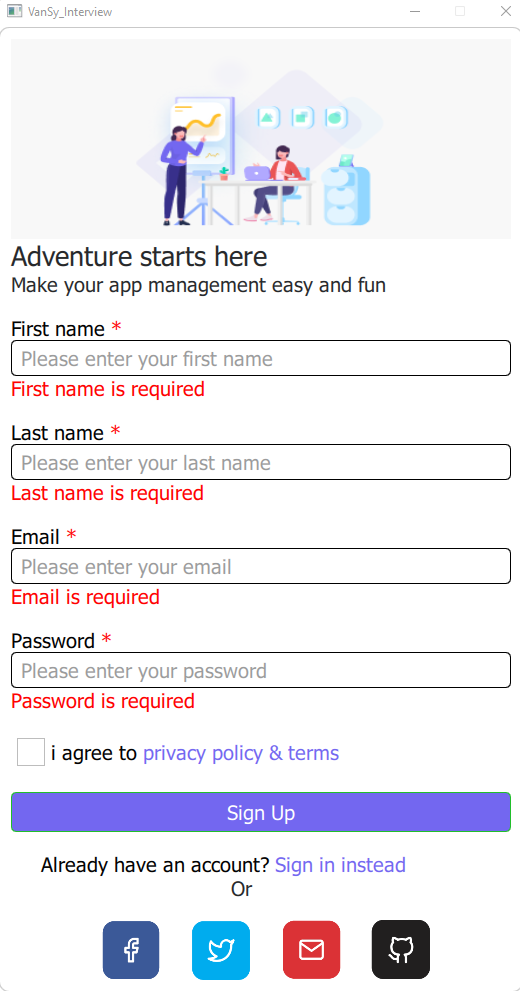 VanSy_Interview
Adventure starts here
Make your app management easy and fun
First name *
Please enter your first name
First name is required
Last name *
Please enter your last name
Last name is required
Email *
Please enter your email
Email is required
Password *
Please enter your password
Password is required
i agree to privacy policy & terms
Sign Up
Already have an account? Sign in instead
Or